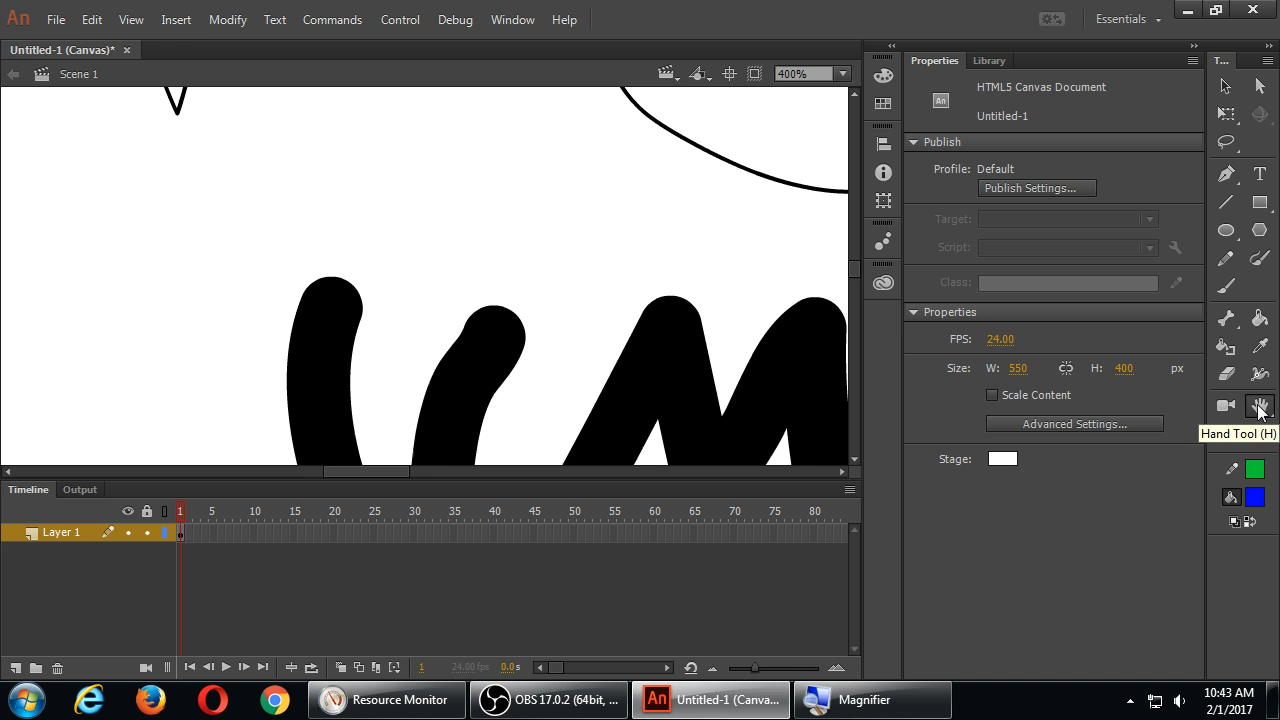 An File Edit View Insert Modify Text Commands Control Debug Window Help Essentials
Untitled-1 (Canvas)* ×
Scene 1 400%
Properties Library T...
HTML5 Canvas Document
An
Untitled-1
Publish
Profile: Default
Publish Settings...
Target:
Script:
Class:
Properties
FPS: 24.00
Size: W: 550 H: 400 px
Scale Content
Advanced Settings...
Stage:
T
Hand Tool (H)
Timeline Output
1 5 10 15 20 25 30 35 40 45 50 55 60 65 70 75 80
Layer 1
1 24.00 fps 0.0 s
Resource Monitor
OBS 17.0.2 (64bit, ...
An Untitled-1 (Canva...
Magnifier
10:43 AM
2/1/2017